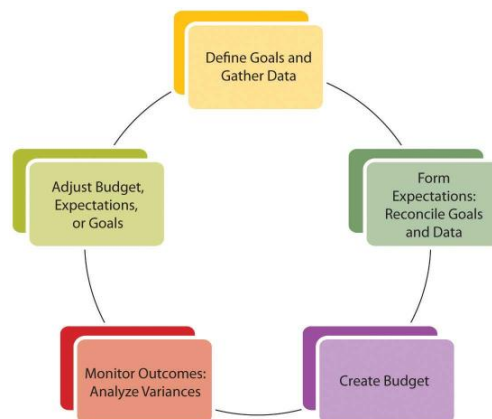 Define Goals and
Gather Data
Form
Expectations:
Reconcile Goals
and Data
Create Budget
Monitor Outcomes:
Analyze Variances
Adjust Budget,
Expectations,
or Goals